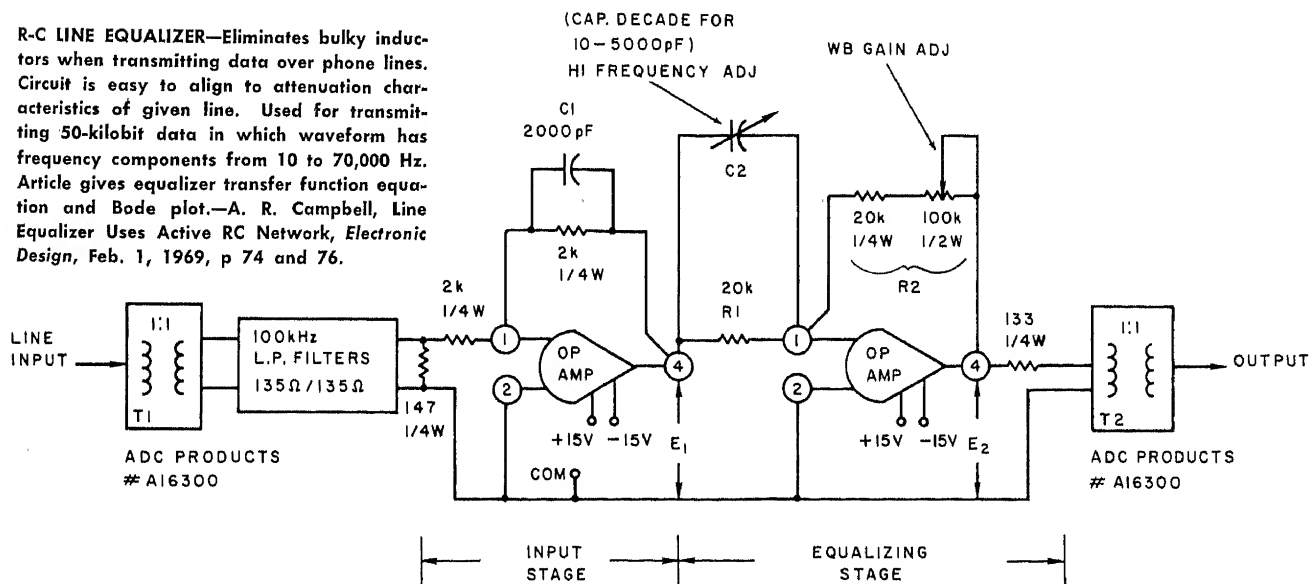 R-C LINE EQUALIZER—Eliminates bulky induc-
tors when transmitting data over phone lines.
Circuit is easy to align to attenuation char-
acteristics of given line. Used for transmit-
ting 50-kilobit data in which waveform has
frequency components from 10 to 70,000 Hz.
Article gives equalizer transfer function equa-
tion and Bode plot.—A. R. Campbell, Line
Equalizer Uses Active RC Network, Electronic
Design, Feb. 1, 1969, p 74 and 76.
(CAP. DECADE FOR
10-5000pF)
HI FREQUENCY ADJ
WB GAIN ADJ
C1
2000pF
C2
2k
1/4W
20k
1/4W
100k
1/2W
R2
2k
1/4W
20k
R1
133
1/4W
LINE
INPUT
1:1
T1
100kHz
L.P. FILTERS
135Ω/135Ω
147
1/4W
1
2
OP
AMP
4
+15V
-15V
E1
1
2
OP
AMP
4
+15V
-15V
E2
1:1
T2
OUTPUT
ADC PRODUCTS
# A16300
COM
ADC PRODUCTS
# A16300
INPUT
STAGE
EQUALIZING
STAGE